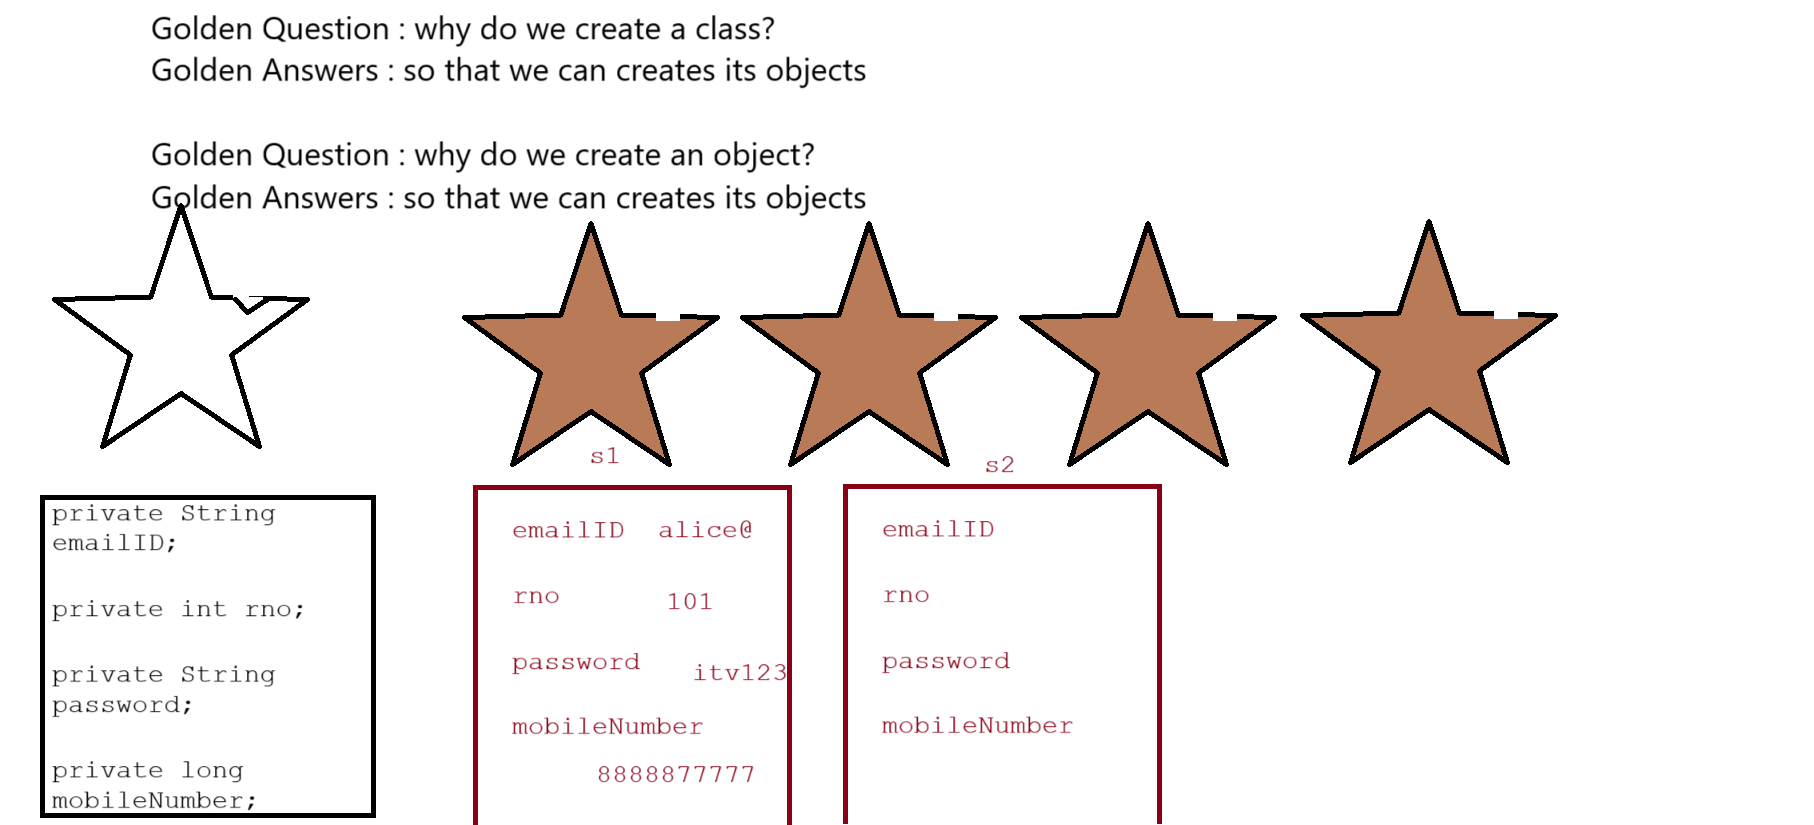 Golden Question : why do we create a class?
Golden Answers : so that we can creates its objects
Golden Question : why do we create an object?
Golden Answers : so that we can creates its objects
private String
emailID;
private int rno;
private String
password;
private long
mobileNumber;
s1
emailID alice@
rno 101
password itv123
mobileNumber
8888877777
s2
emailID
rno
password
mobileNumber